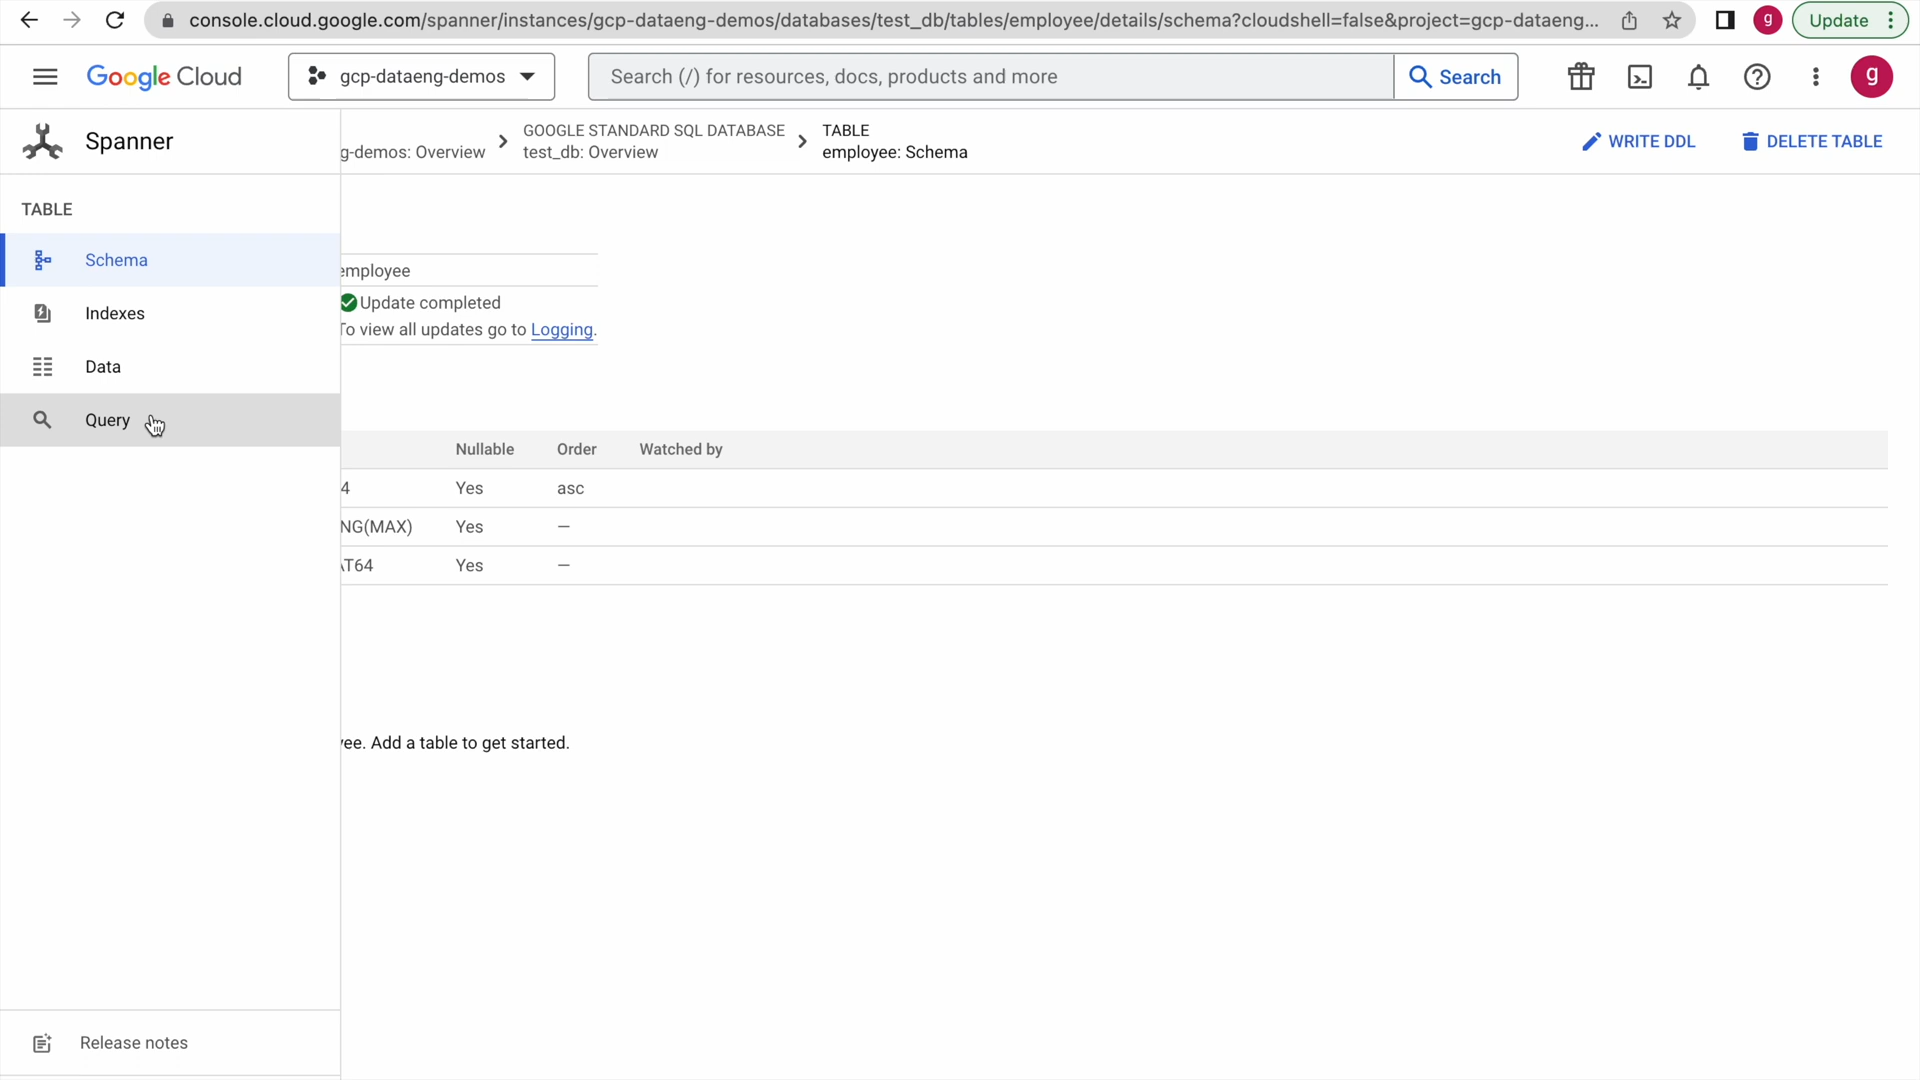 console.cloud.google.com/spanner/instances/gcp-dataeng-demos/databases/test_db/tables/employee/details/schema?cloudshell=false&project=gcp-dataeng...
g
Update
Google Cloud
gcp-dataeng-demos
Search (/) for resources, docs, products and more
Search
g
Spanner
g-demos: Overview
GOOGLE STANDARD SQL DATABASE
test_db: Overview
TABLE
employee: Schema
WRITE DDL
DELETE TABLE
TABLE
Schema
Indexes
Data
Query
Release notes
employee
Update completed
To view all updates go to Logging.
Nullable Order Watched by
4 Yes asc
NG(MAX) Yes —
AT64 Yes —
yee. Add a table to get started.